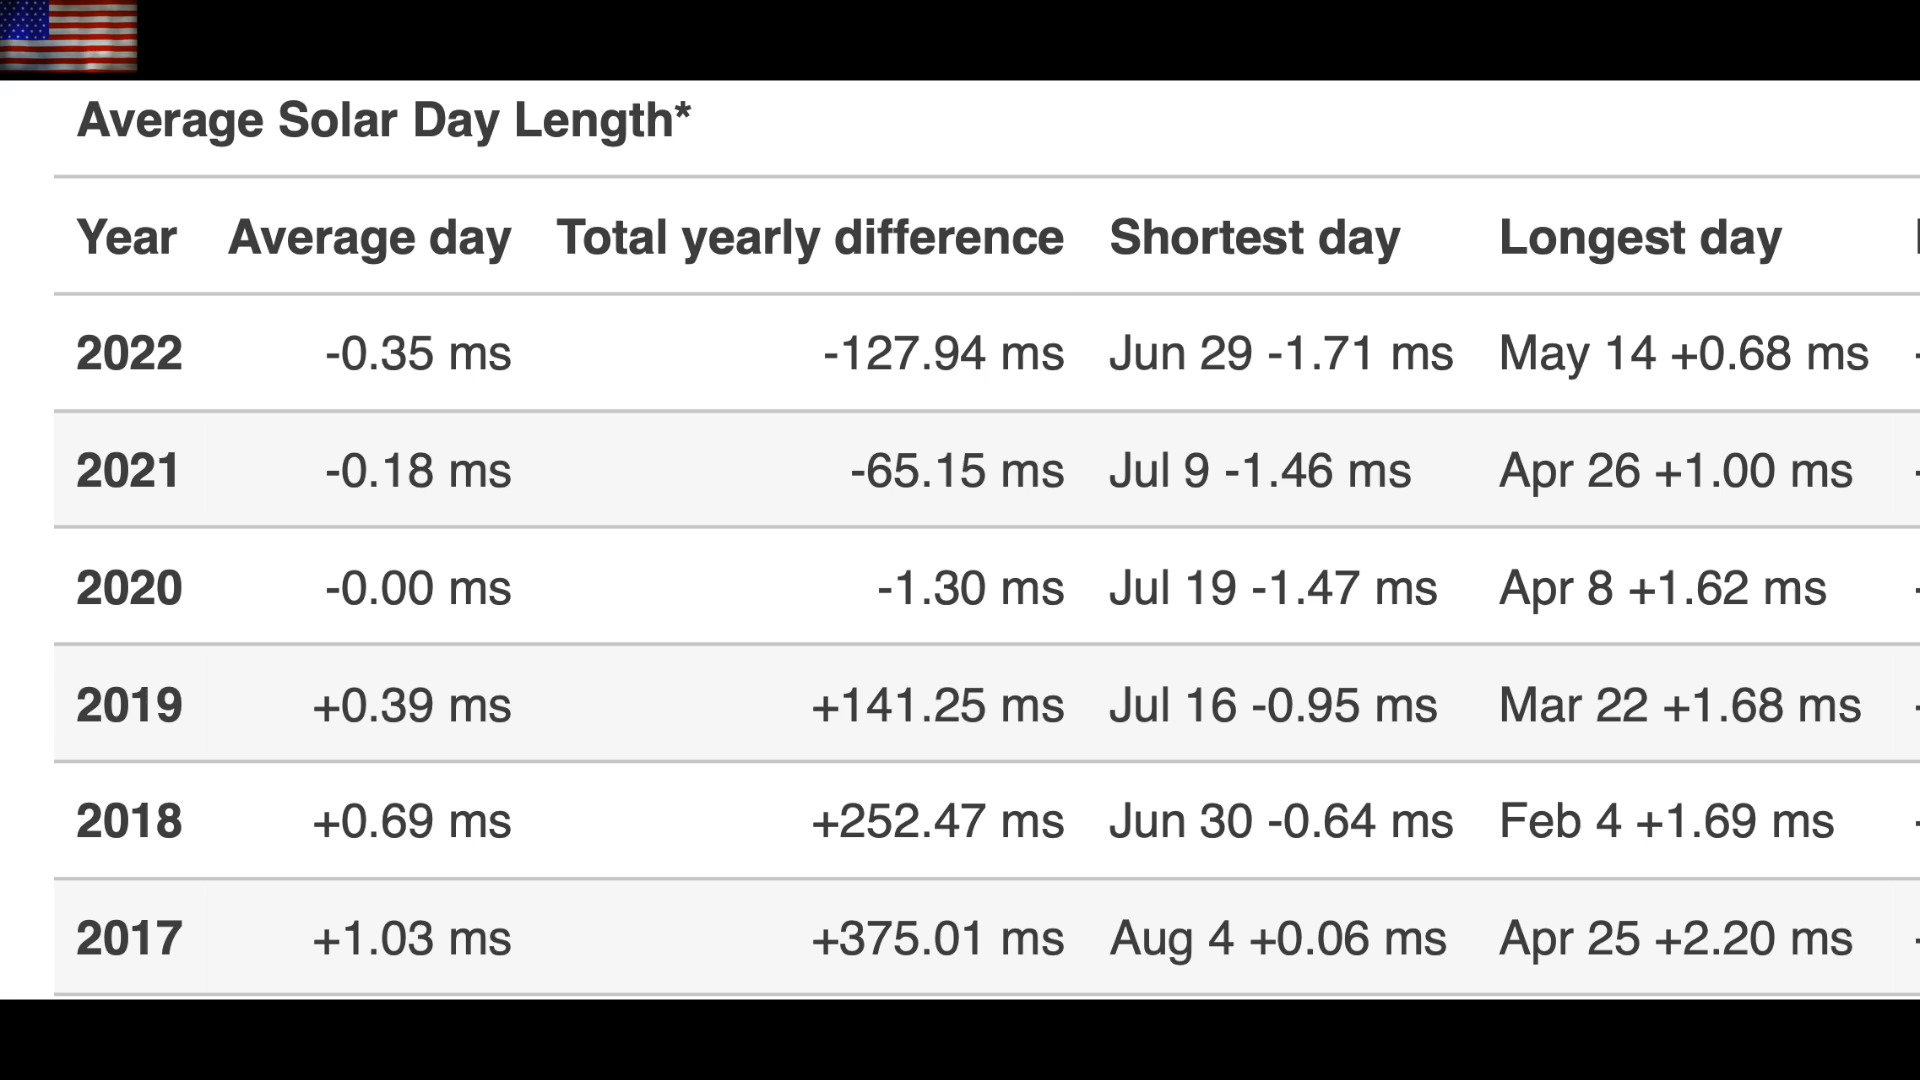 Average Solar Day Length*
Year Average day Total yearly difference Shortest day Longest day
2022 -0.35 ms -127.94 ms Jun 29 -1.71 ms May 14 +0.68 ms
2021 -0.18 ms -65.15 ms Jul 9 -1.46 ms Apr 26 +1.00 ms
2020 -0.00 ms -1.30 ms Jul 19 -1.47 ms Apr 8 +1.62 ms
2019 +0.39 ms +141.25 ms Jul 16 -0.95 ms Mar 22 +1.68 ms
2018 +0.69 ms +252.47 ms Jun 30 -0.64 ms Feb 4 +1.69 ms
2017 +1.03 ms +375.01 ms Aug 4 +0.06 ms Apr 25 +2.20 ms